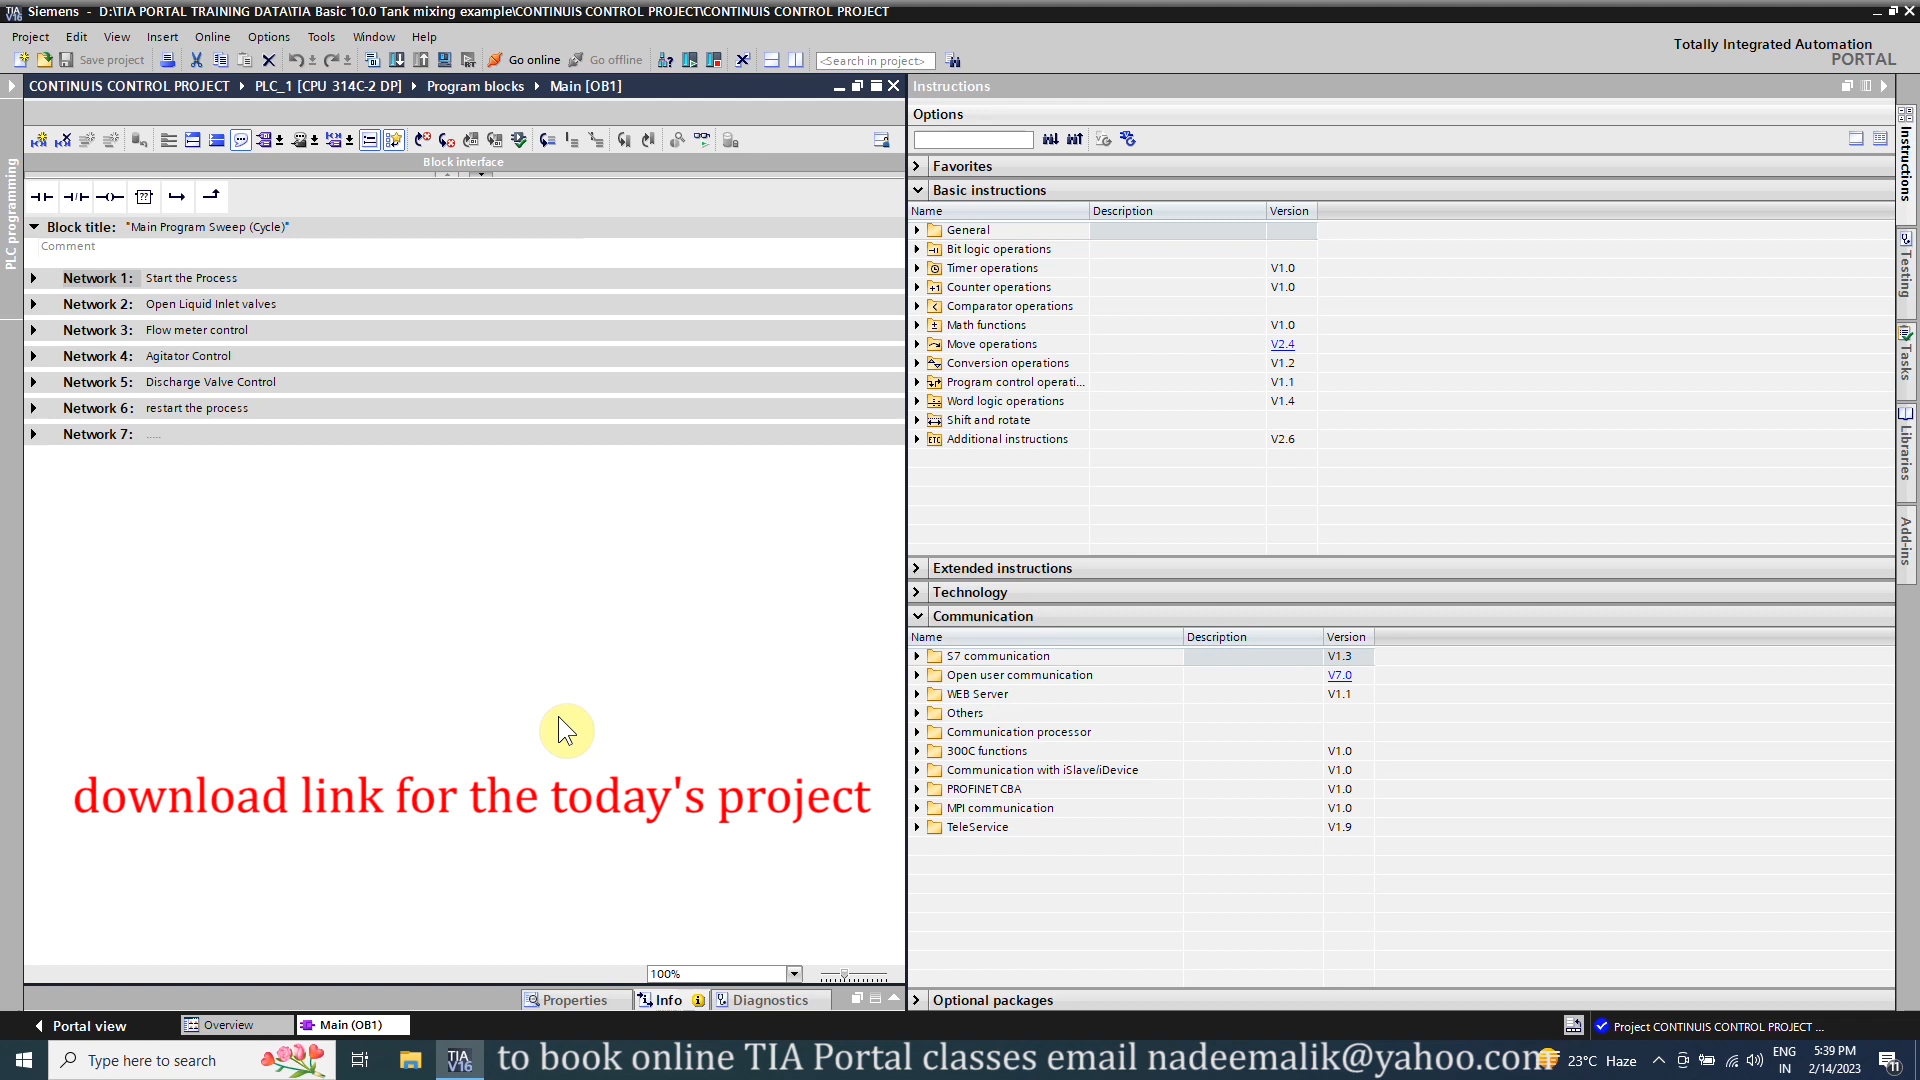 Siemens - D:\TIA PORTAL TRAINING DATA\TIA Basic 10.0 Tank mixing example\CONTINUIS CONTROL PROJECT\CONTINUIS CONTROL PROJECT
Project Edit View Insert Online Options Tools Window Help
Totally Integrated Automation
PORTAL
Save project Go online Go offline <Search in project>
CONTINUIS CONTROL PROJECT PLC_1 [CPU 314C-2 DP] Program blocks Main [OB1]
Block interface
Block title: "Main Program Sweep (Cycle)"
Comment
Network 1: Start the Process
Network 2: Open Liquid Inlet valves
Network 3: Flow meter control
Network 4: Agitator Control
Network 5: Discharge Valve Control
Network 6: restart the process
Network 7: .....
download link for the today's project
100%
Properties Info Diagnostics
PLC programming
Instructions
Options
Favorites
Basic instructions
Name Description Version
General
Bit logic operations
Timer operations V1.0
Counter operations V1.0
Comparator operations
Math functions V1.0
Move operations V2.4
Conversion operations V1.2
Program control operati... V1.1
Word logic operations V1.4
Shift and rotate
Additional instructions V2.6
Extended instructions
Technology
Communication
Name Description Version
S7 communication V1.3
Open user communication V7.0
WEB Server V1.1
Others
Communication processor
300C functions V1.0
Communication with iSlave/iDevice V1.0
PROFINET CBA V1.0
MPI communication V1.0
TeleService V1.9
Optional packages
Instructions
Testing
Tasks
Libraries
Add-ins
Portal view Overview Main (OB1) Project CONTINUIS CONTROL PROJECT ...
Type here to search
TIA
V16
to book online TIA Portal classes email nadeemalik@yahoo.com
23°C Haze
ENG
IN
5:39 PM
2/14/2023
11